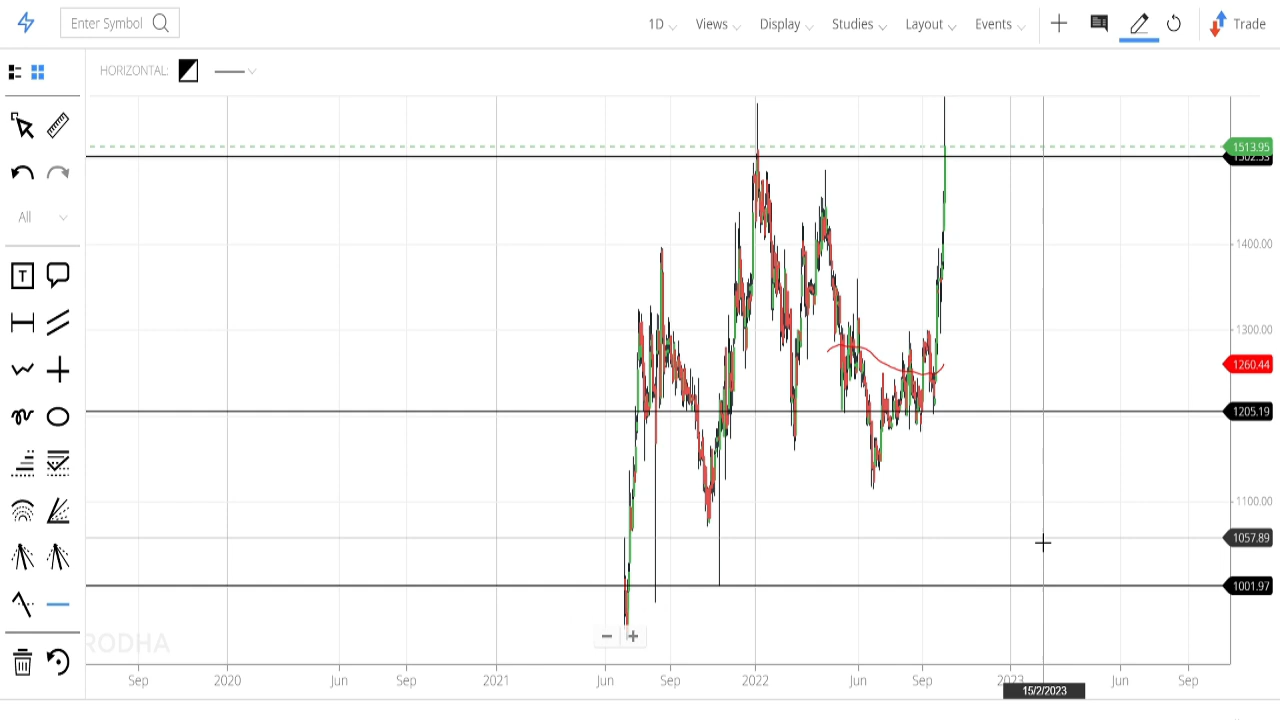 Enter Symbol 1D Views Display Studies Layout Events Trade
HORIZONTAL:
1513.95
1502.53
All
1400.00
T
1300.00
1260.44
1205.19
1100.00
1057.89
1001.97
RODHA
Sep 2020 Jun Sep 2021 Jun Sep 2022 Jun Sep 2023 Jun Sep
15/2/2023